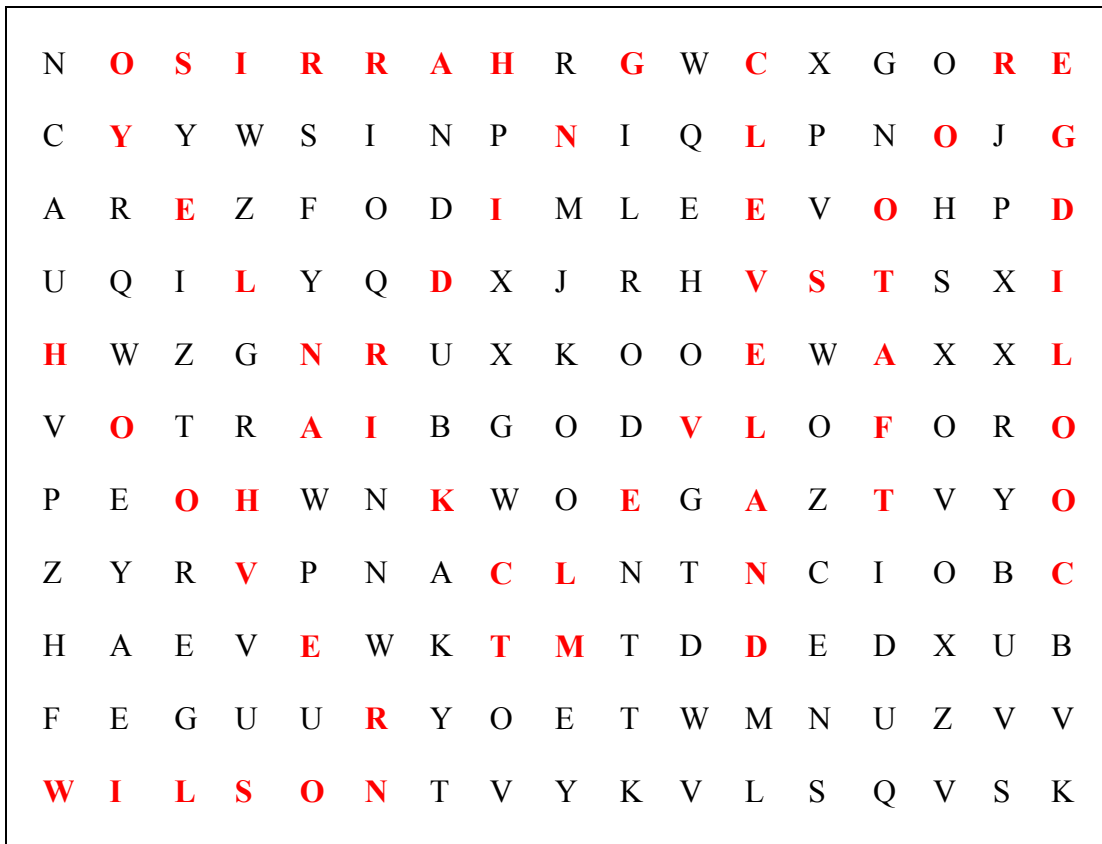 N O S I R R A H R G W C X G O R E
C Y Y W S I N P N I Q L P N O J G
A R E Z F O D I M L E E V O H P D
U Q I L Y Q D X J R H V S T S X I
H W Z G N R U X K O O E W A X X L
V O T R A I B G O D V L O F O R O
P E O H W N K W O E G A Z T V Y O
Z Y R V P N A C L N T N C I O B C
H A E V E W K T M T D D E D X U B
F E G U U R Y O E T W M N U Z V V
W I L S O N T V Y K V L S Q V S K